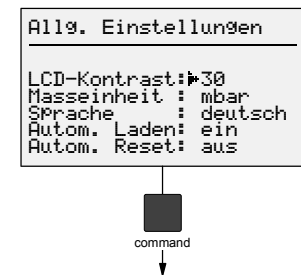 Allg. Einstellungen
LCD-Kontrast: 30
Masseinheit : mbar
Sprache : deutsch
Autom. Laden: ein
Autom. Reset: aus
command